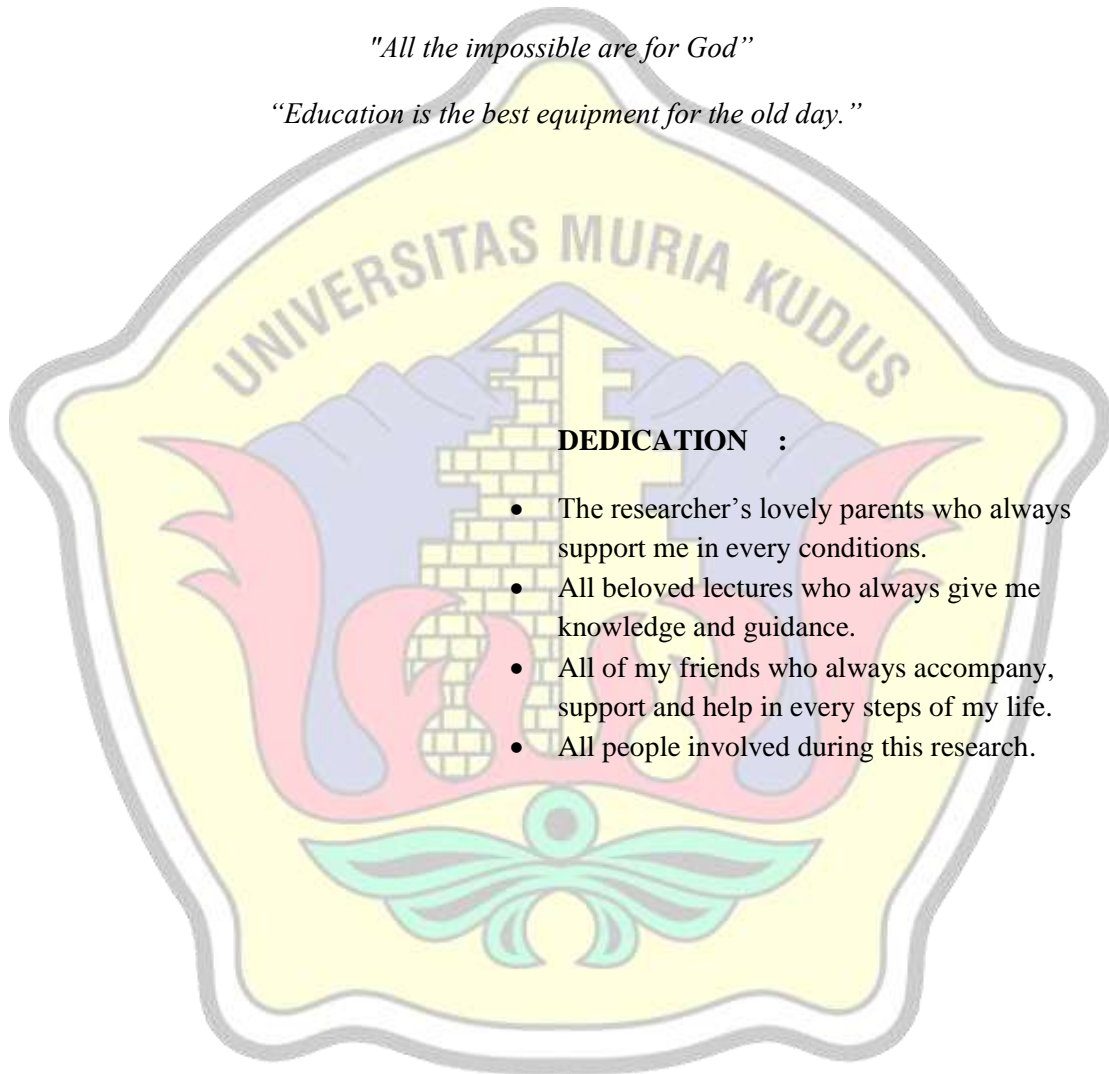 "All the impossible are for God”
“Education is the best equipment for the old day.”
UNIVERSITAS MURIA KUDUS
DEDICATION :
• The researcher’s lovely parents who always
support me in every conditions.
• All beloved lectures who always give me
knowledge and guidance.
• All of my friends who always accompany,
support and help in every steps of my life.
• All people involved during this research.